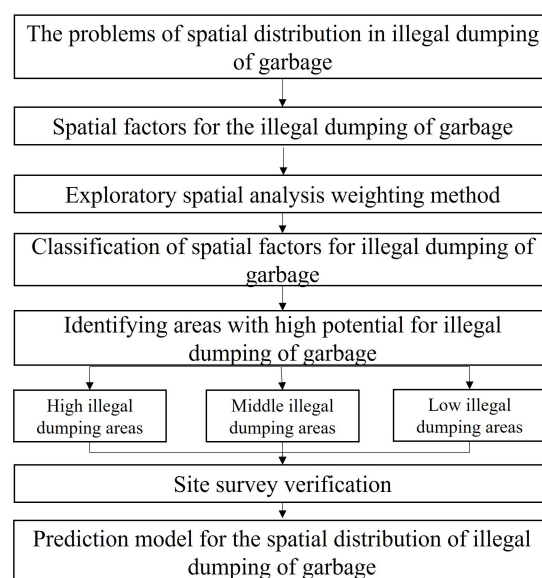 The problems of spatial distribution in illegal dumping
of garbage
Spatial factors for the illegal dumping of garbage
Exploratory spatial analysis weighting method
Classification of spatial factors for illegal dumping of
garbage
Identifying areas with high potential for illegal
dumping of garbage
High illegal
dumping areas
Middle illegal
dumping areas
Low illegal
dumping areas
Site survey verification
Prediction model for the spatial distribution of illegal
dumping of garbage